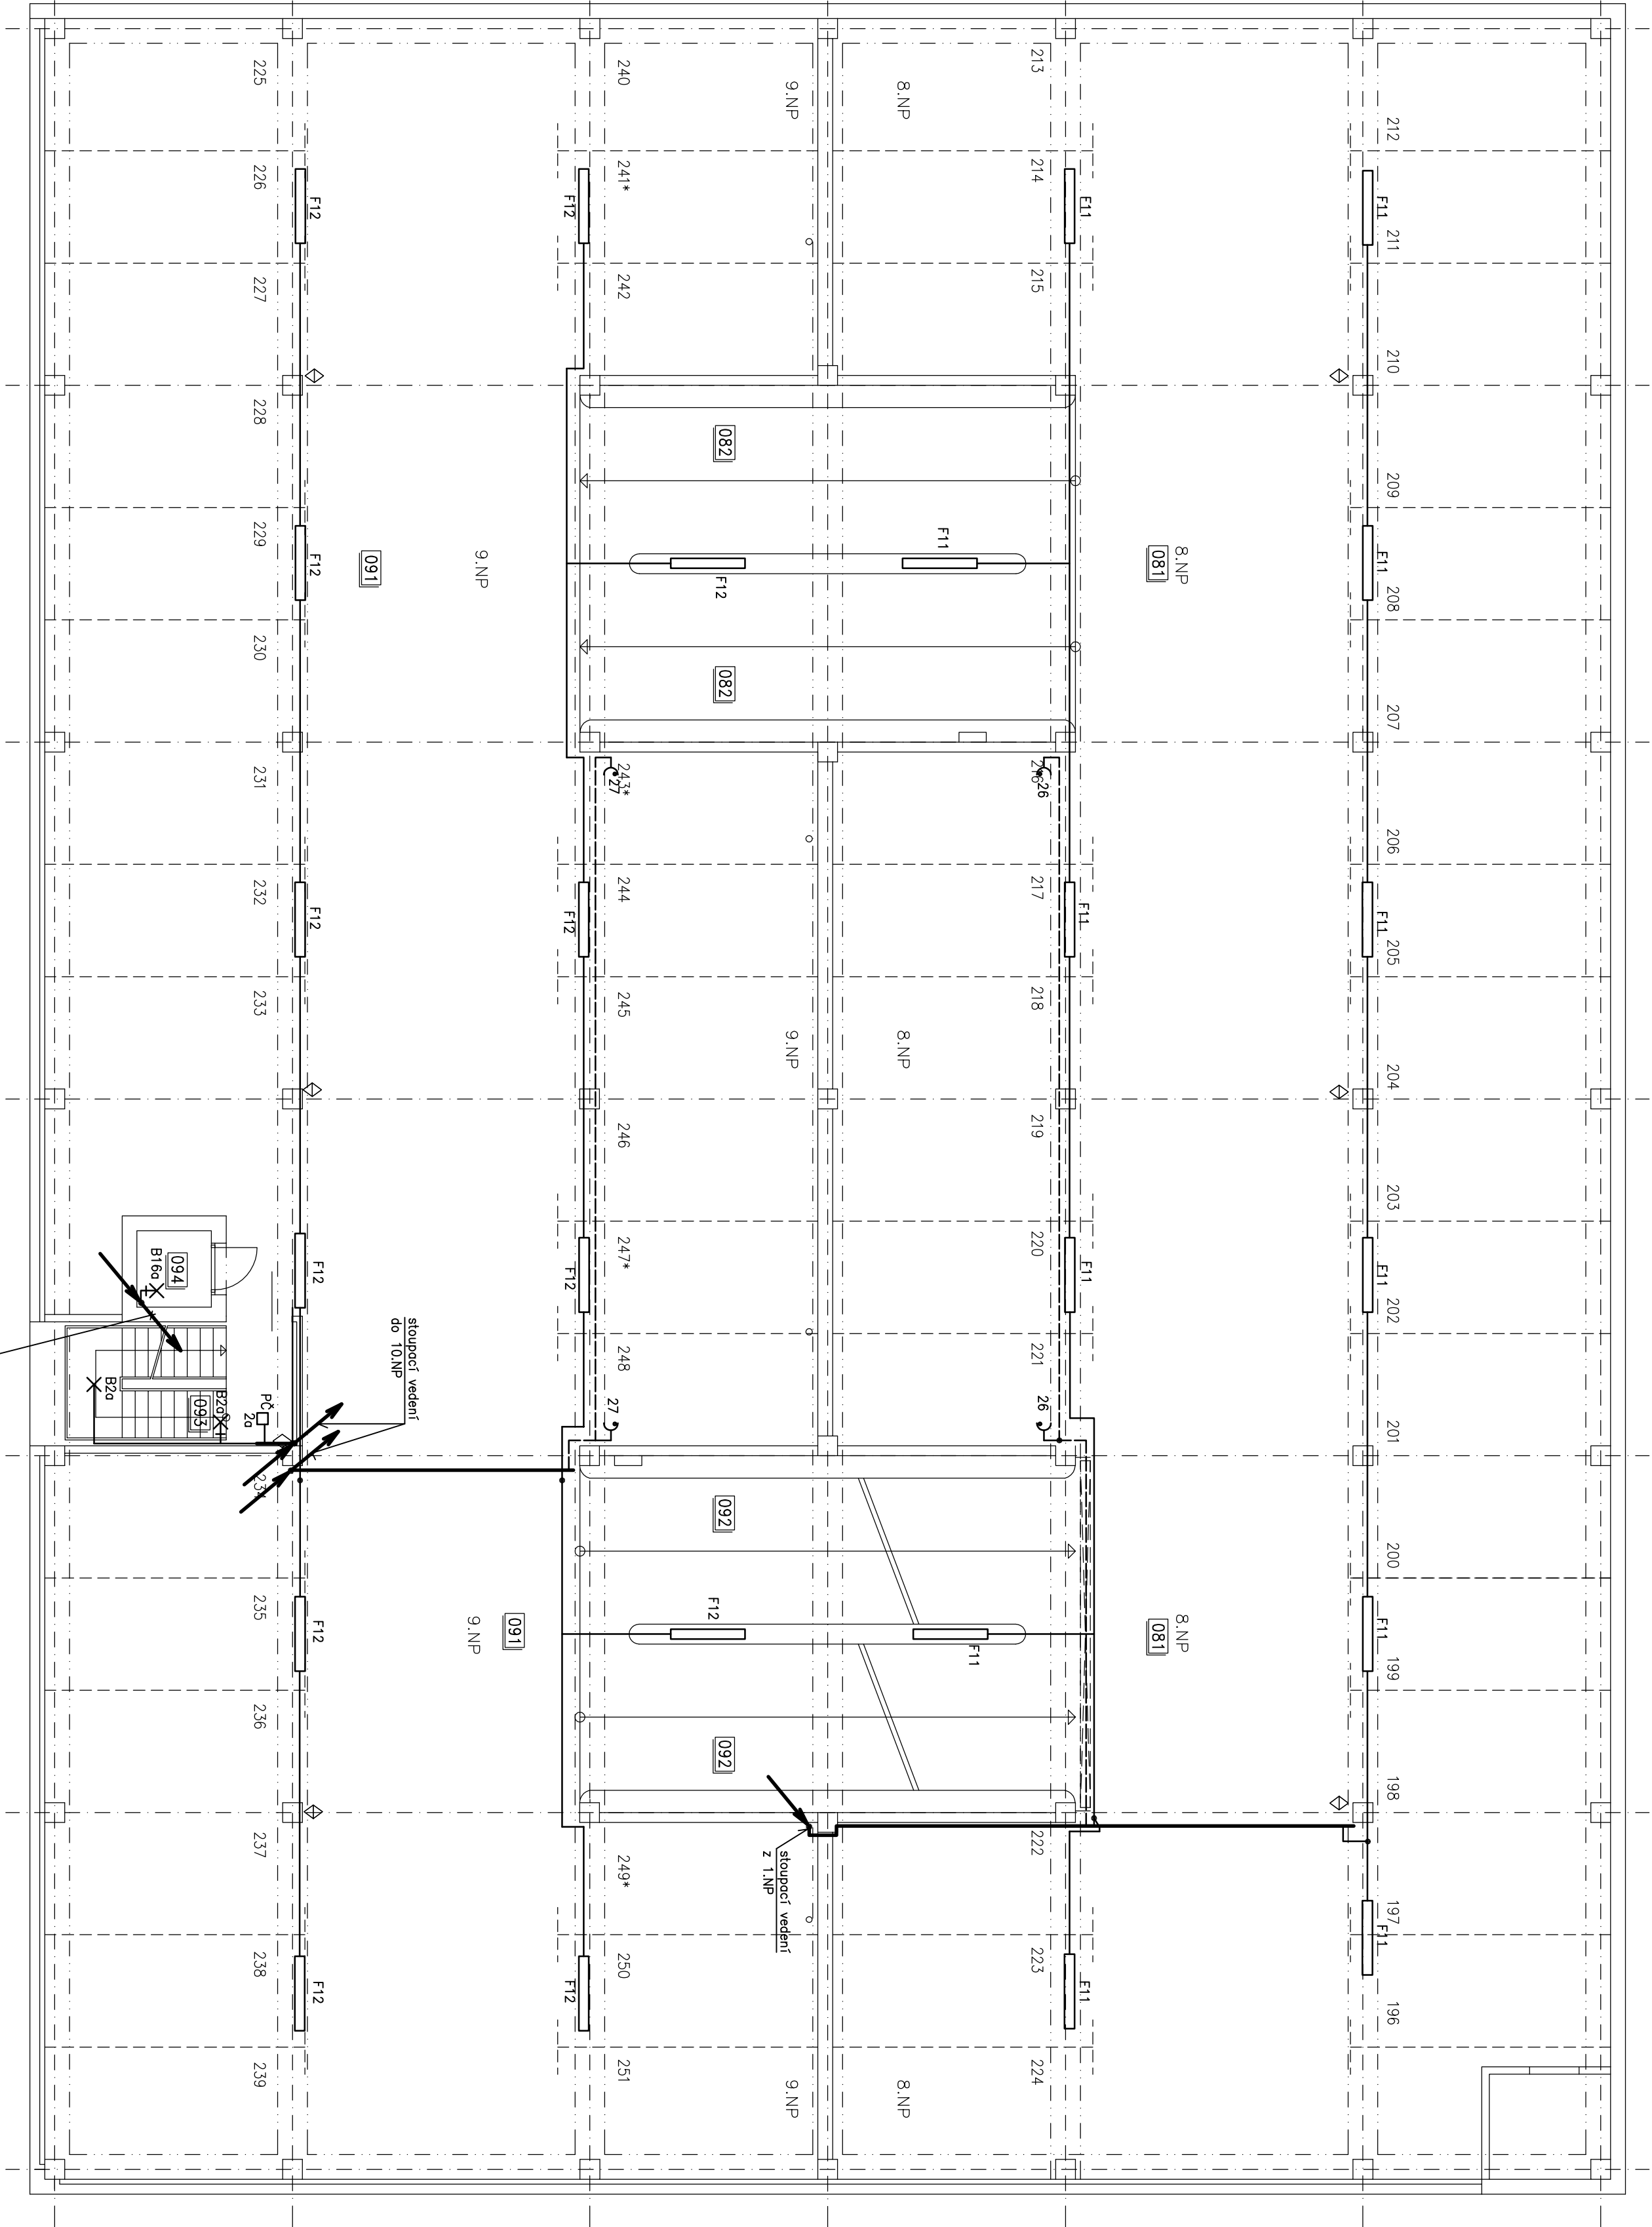 212
211
210
209
208
207
206
205
204
203
202
201
200
199
198
197
196
F11
F11
F11
F11
F11
F11
8.NP
8.NP
081
081
F11
F11
F11
F11
213
214
215
216
217
218
219
220
221
222
223
224
26
26
F11
F11
8.NP
8.NP
8.NP
9.NP
9.NP
9.NP
stoupací vedení
z 1.NP
082
082
092
092
F12
F12
240
241*
242
243*
244
245
246
247*
248
249*
250
251
27
27
F12
F12
F12
F12
091
9.NP
9.NP
091
stoupací vedení
do 10.NP
F12
F12
F12
F12
F12
F12
225
226
227
228
229
230
231
232
233
234
235
236
237
238
239
PČ
2a
B2a
093
094
B16a
B2a